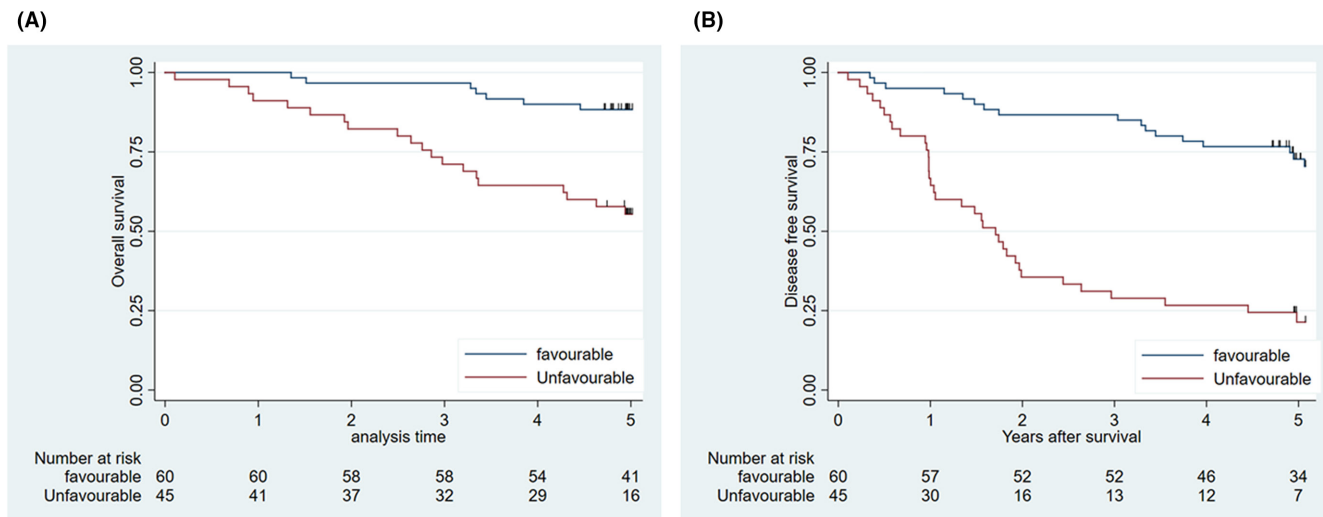 (A)
Overall survival
1.00
0.75
0.50
0.25
0.00
favourable
Unfavourable
0 1 2 3 4 5
analysis time
Number at risk
favourable 60 60 58 58 54 41
Unfavourable 45 41 37 32 29 16
(B)
Disease free survival
1.00
0.75
0.50
0.25
0.00
favourable
Unfavourable
0 1 2 3 4 5
Years after survival
Number at risk
favourable 60 57 52 52 46 34
Unfavourable 45 30 16 13 12 7